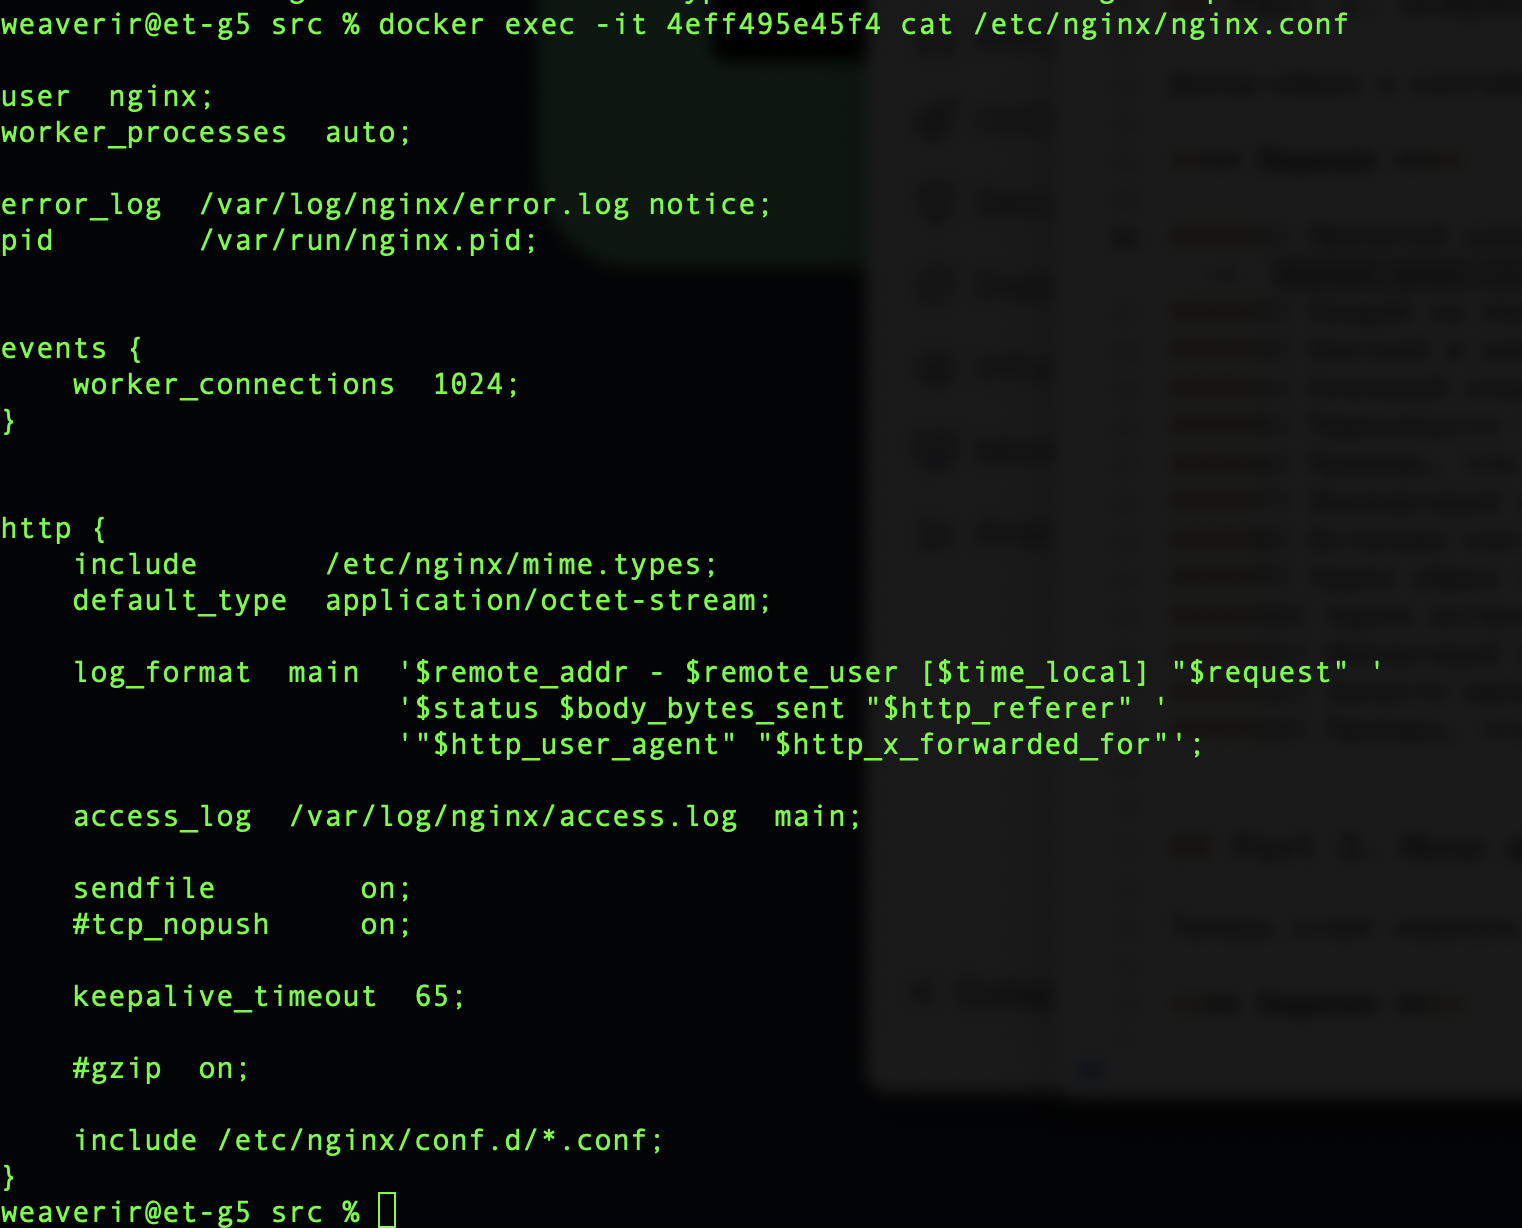 weaverir@et-g5 src % docker exec -it 4eff495e45f4 cat /etc/nginx/nginx.conf

user  nginx;
worker_processes  auto;

error_log  /var/log/nginx/error.log notice;
pid        /var/run/nginx.pid;


events {
    worker_connections  1024;
}


http {
    include       /etc/nginx/mime.types;
    default_type  application/octet-stream;

    log_format  main  '$remote_addr - $remote_user [$time_local] "$request" '
                      '$status $body_bytes_sent "$http_referer" '
                      '"$http_user_agent" "$http_x_forwarded_for"';

    access_log  /var/log/nginx/access.log  main;

    sendfile        on;
    #tcp_nopush     on;

    keepalive_timeout  65;

    #gzip  on;

    include /etc/nginx/conf.d/*.conf;
}
weaverir@et-g5 src %